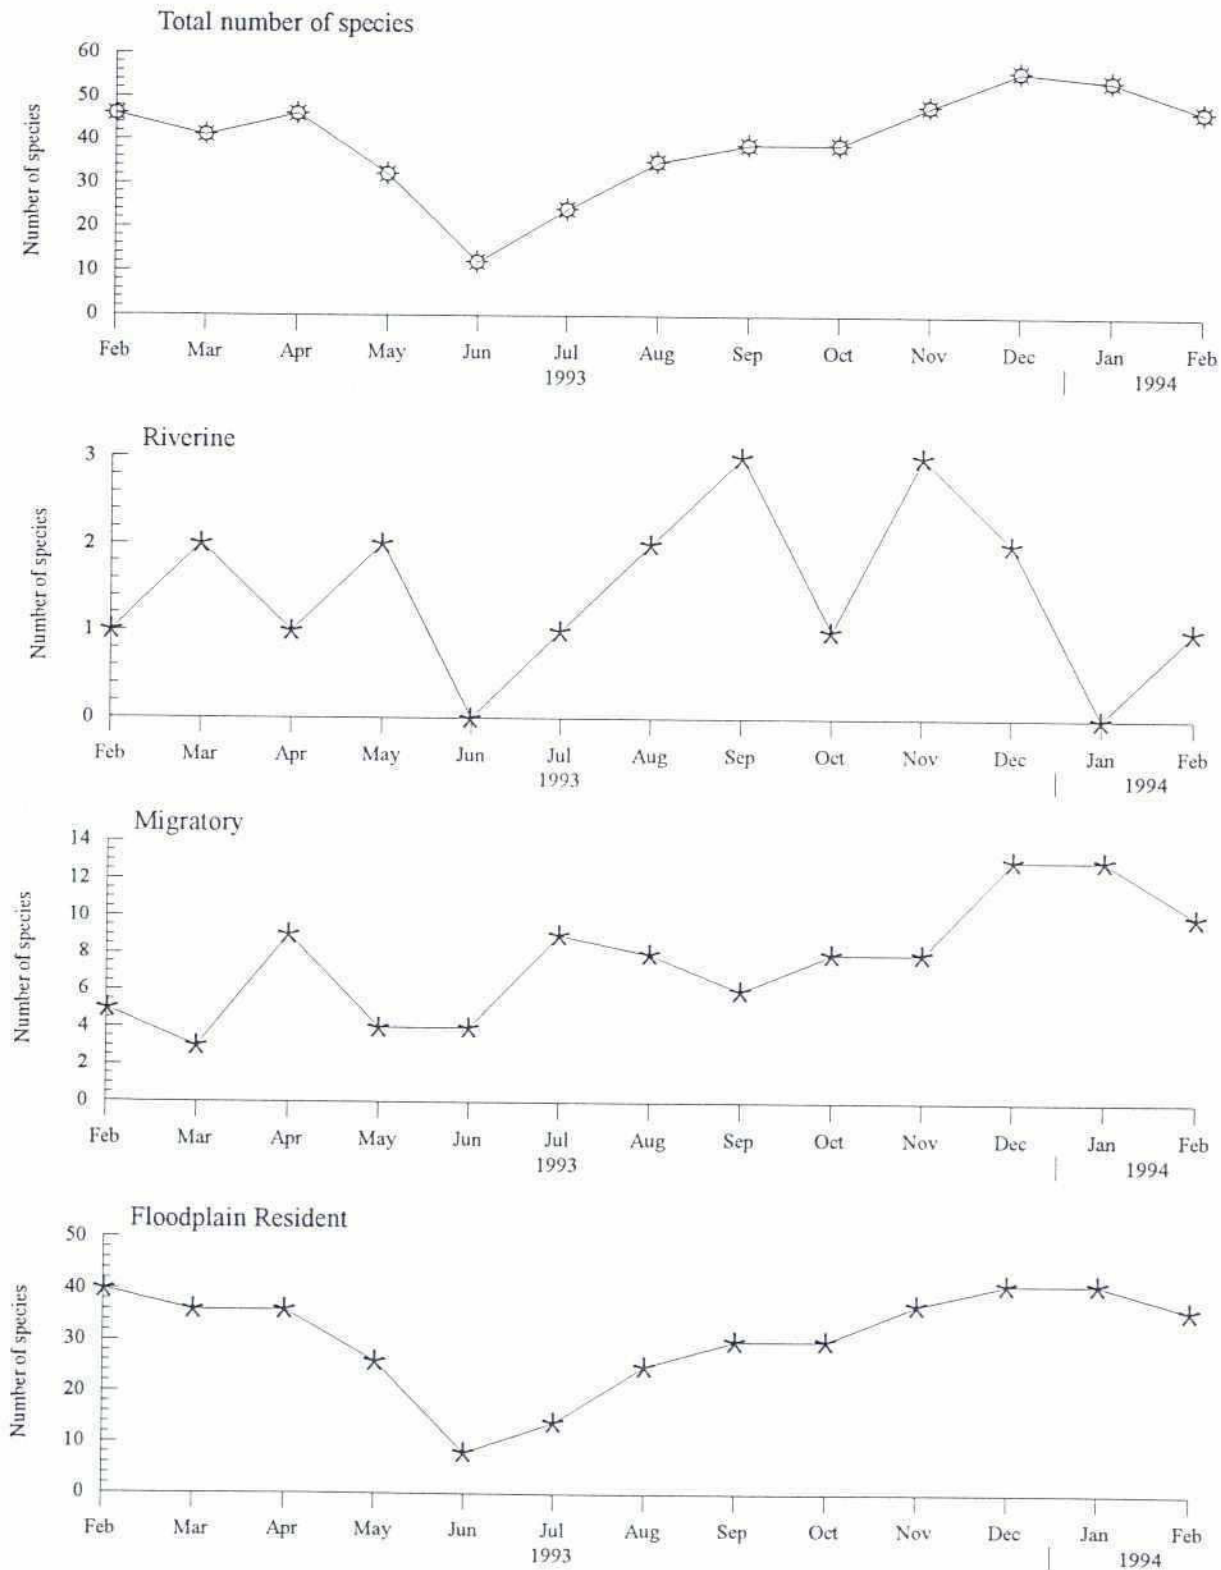 Total number of species
Number of species
60
50
40
30
20
10
0
Feb Mar Apr May Jun Jul Aug Sep Oct Nov Dec Jan Feb
1993 1994
Riverine
Number of species
3
2
1
0
Feb Mar Apr May Jun Jul Aug Sep Oct Nov Dec Jan Feb
1993 1994
Migratory
Number of species
14
12
10
8
6
4
2
0
Feb Mar Apr May Jun Jul Aug Sep Oct Nov Dec Jan Feb
1993 1994
Floodplain Resident
Number of species
50
40
30
20
10
0
Feb Mar Apr May Jun Jul Aug Sep Oct Nov Dec Jan Feb
1993 1994